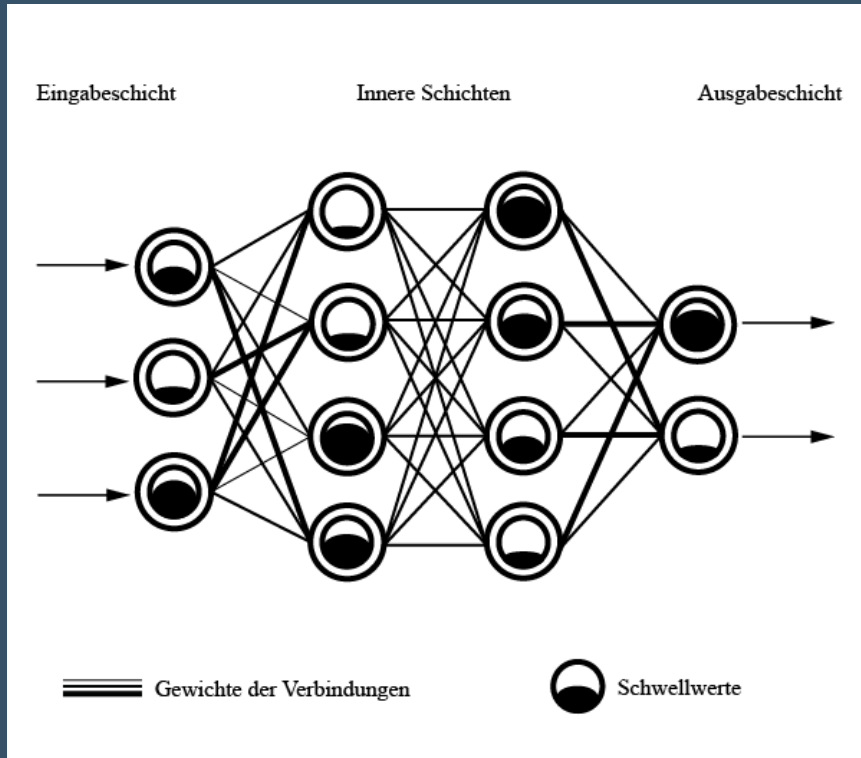 Eingabeschicht
Innere Schichten
Ausgabeschicht
Gewichte der Verbindungen
Schwellwerte